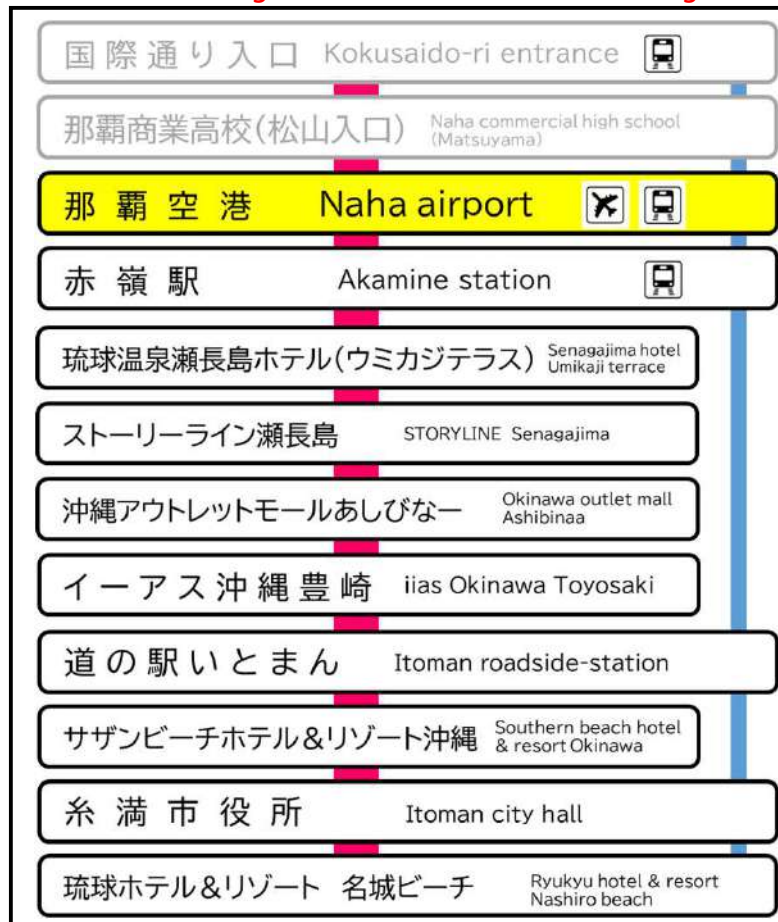 国際通り入口 Kokusaido-ri entrance
那覇商業高校(松山入口) Naha commercial high school
(Matsuyama)
那覇空港 Naha airport
赤嶺駅 Akamine station
琉球温泉瀬長島ホテル(ウミカジテラス) Senagajima hotel
Umikaji terrace
ストーリーライン瀬長島 STORYLINE Senagajima
沖縄アウトレットモールあしびなー Okinawa outlet mall
Ashibinaa
イーアス沖縄豊崎 iias Okinawa Toyosaki
道の駅いとまん Itoman roadside-station
サザンビーチホテル&リゾート沖縄 Southern beach hotel
& resort Okinawa
糸満市役所 Itoman city hall
琉球ホテル&リゾート 名城ビーチ Ryukyu hotel & resort
Nashiro beach